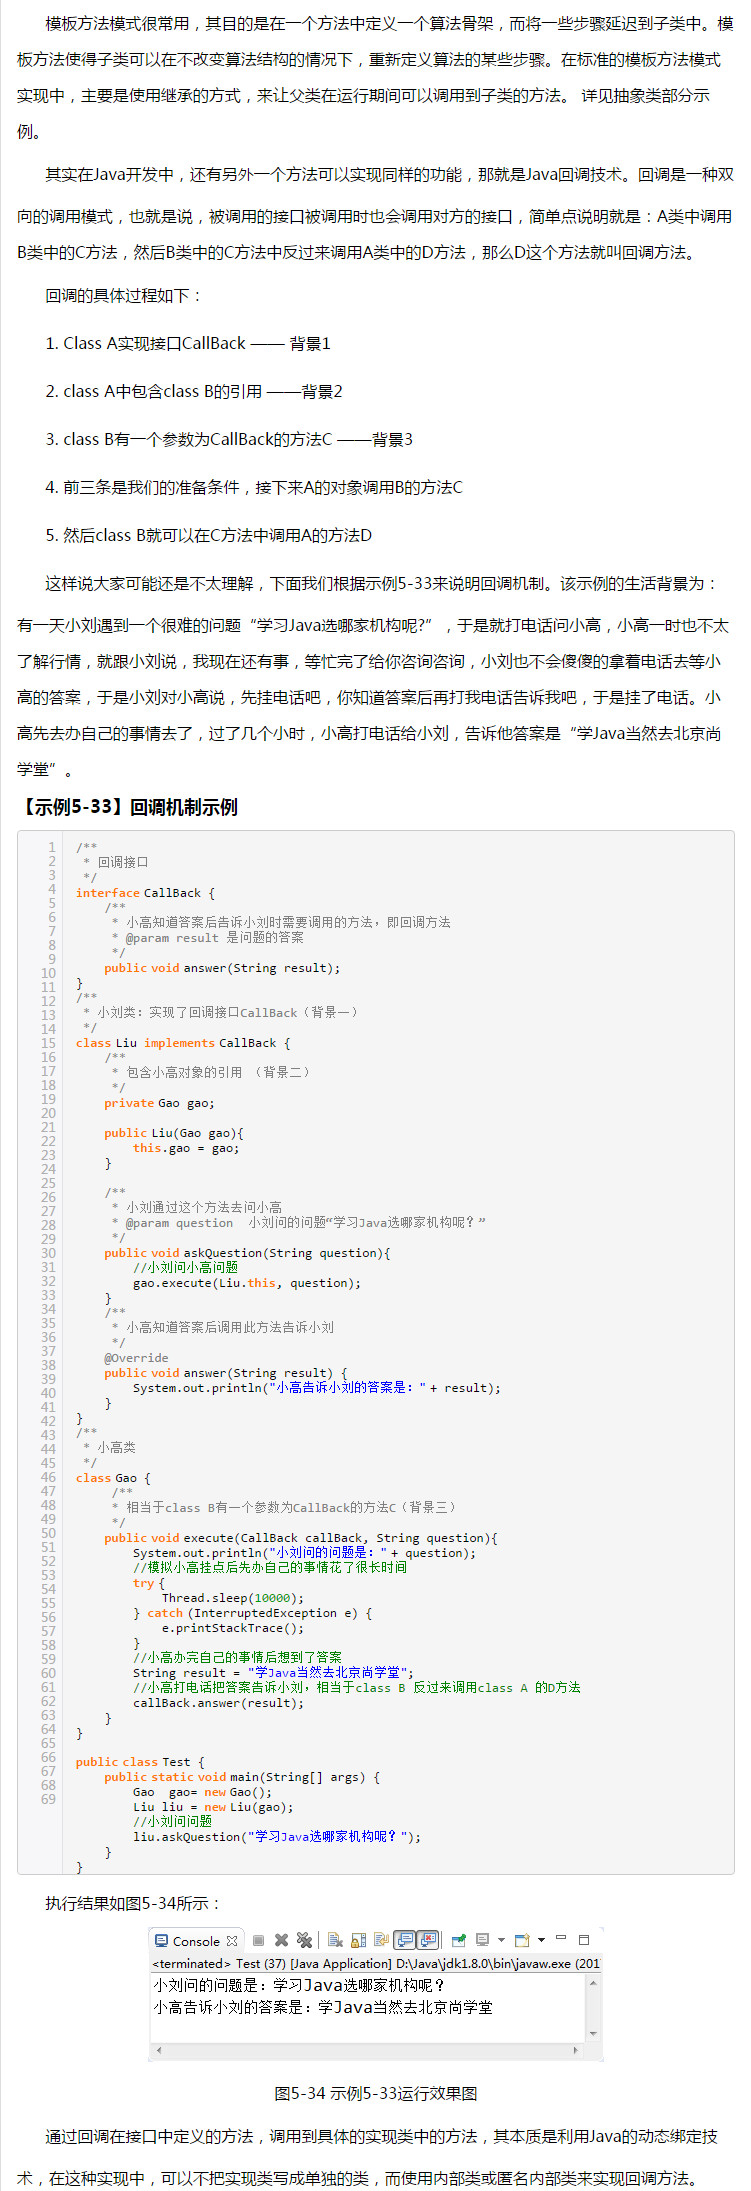 模板方法模式很常用，其目的是在一个方法中定义一个算法骨架，而将一些步骤延迟到子类中。模
板方法使得子类可以在不改变算法结构的情况下，重新定义算法的某些步骤。在标准的模板方法模式
实现中，主要是使用继承的方式，来让父类在运行期间可以调用到子类的方法。 详见抽象类部分示
例。
其实在Java开发中，还有另外一个方法可以实现同样的功能，那就是Java回调技术。回调是一种双
向的调用模式，也就是说，被调用的接口被调用时也会调用对方的接口，简单点说明就是：A类中调用
B类中的C方法，然后B类中的C方法中反过来调用A类中的D方法，那么D这个方法就叫回调方法。
回调的具体过程如下：
1. Class A实现接口CallBack —— 背景1
2. class A中包含class B的引用 ——背景2
3. class B有一个参数为CallBack的方法C ——背景3
4. 前三条是我们的准备条件，接下来A的对象调用B的方法C
5. 然后class B就可以在C方法中调用A的方法D
这样说大家可能还是不太理解，下面我们根据示例5-33来说明回调机制。该示例的生活背景为：
有一天小刘遇到一个很难的问题“学习Java选哪家机构呢?”，于是就打电话问小高，小高一时也不太
了解行情，就跟小刘说，我现在还有事，等忙完了给你咨询咨询，小刘也不会傻傻的拿着电话去等小
高的答案，于是小刘对小高说，先挂电话吧，你知道答案后再打我电话告诉我吧，于是挂了电话。小
高先去办自己的事情去了，过了几个小时，小高打电话给小刘，告诉他答案是“学Java当然去北京尚
学堂”。
【示例5-33】回调机制示例
1 /**
2 * 回调接口
3 */
4 interface CallBack {
5 /**
6 * 小高知道答案后告诉小刘时需要调用的方法，即回调方法
7 * @param result 是问题的答案
8 */
9 public void answer(String result);
10 }
11 /**
12 * 小刘类：实现了回调接口CallBack（背景一）
13 */
14 class Liu implements CallBack {
15 /**
16 * 包含小高对象的引用 （背景二）
17 */
18 private Gao gao;
19
20 public Liu(Gao gao){
21 this.gao = gao;
22 }
23
24 /**
25 * 小刘通过这个方法去问小高
26 * @param question 小刘问的问题“学习Java选哪家机构呢？”
27 */
28 public void askQuestion(String question){
29 //小刘问小高问题
30 gao.execute(Liu.this, question);
31 }
32 /**
33 * 小高知道答案后调用此方法告诉小刘
34 */
35 @Override
36 public void answer(String result) {
37 System.out.println("小高告诉小刘的答案是：" + result);
38 }
39 }
40 /**
41 * 小高类
42 */
43 class Gao {
44 /**
45 * 相当于class B有一个参数为CallBack的方法C（背景三）
46 */
47 public void execute(CallBack callBack, String question){
48 System.out.println("小刘问的问题是：" + question);
49 //模拟小高挂点后先办自己的事情花了很长时间
50 try {
51 Thread.sleep(10000);
52 } catch (InterruptedException e) {
53 e.printStackTrace();
54 }
55 //小高办完自己的事情后想到了答案
56 String result = "学Java当然去北京尚学堂";
57 //小高打电话把答案告诉小刘，相当于class B 反过来调用class A 的D方法
58 callBack.answer(result);
59 }
60 }
61
62 public class Test {
63 public static void main(String[] args) {
64 Gao  gao= new Gao();
65 Liu liu = new Liu(gao);
66 //小刘问问题
67 liu.askQuestion("学习Java选哪家机构呢？");
68 }
69 }
执行结果如图5-34所示：
Console
<terminated> Test (37) [Java Application] D:\Java\jdk1.8.0\bin\javaw.exe (201
小刘问的问题是：学习Java选哪家机构呢？
小高告诉小刘的答案是：学Java当然去北京尚学堂
图5-34 示例5-33运行效果图
通过回调在接口中定义的方法，调用到具体的实现类中的方法，其本质是利用Java的动态绑定技
术，在这种实现中，可以不把实现类写成单独的类，而使用内部类或匿名内部类来实现回调方法。